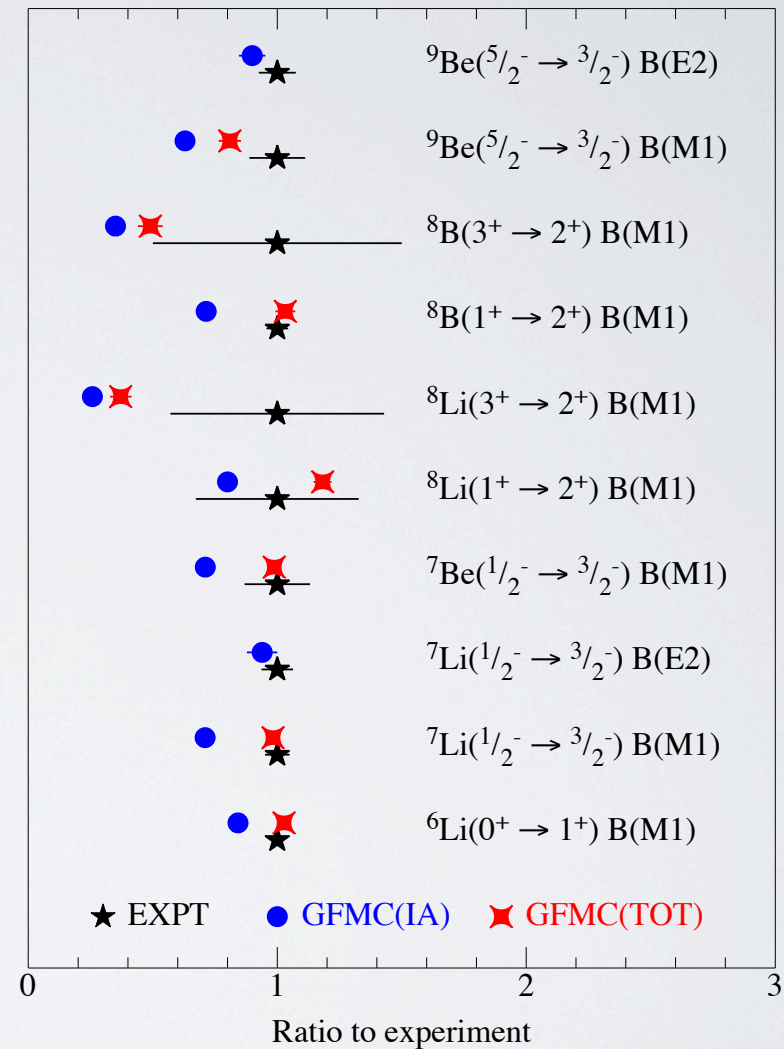 ⁹Be(⁵/₂⁻ → ³/₂⁻) B(E2)
⁹Be(⁵/₂⁻ → ³/₂⁻) B(M1)
⁸B(3⁺ → 2⁺) B(M1)
⁸B(1⁺ → 2⁺) B(M1)
⁸Li(3⁺ → 2⁺) B(M1)
⁸Li(1⁺ → 2⁺) B(M1)
⁷Be(¹/₂⁻ → ³/₂⁻) B(M1)
⁷Li(¹/₂⁻ → ³/₂⁻) B(E2)
⁷Li(¹/₂⁻ → ³/₂⁻) B(M1)
⁶Li(0⁺ → 1⁺) B(M1)
EXPT GFMC(IA) GFMC(TOT)
0 1 2 3
Ratio to experiment